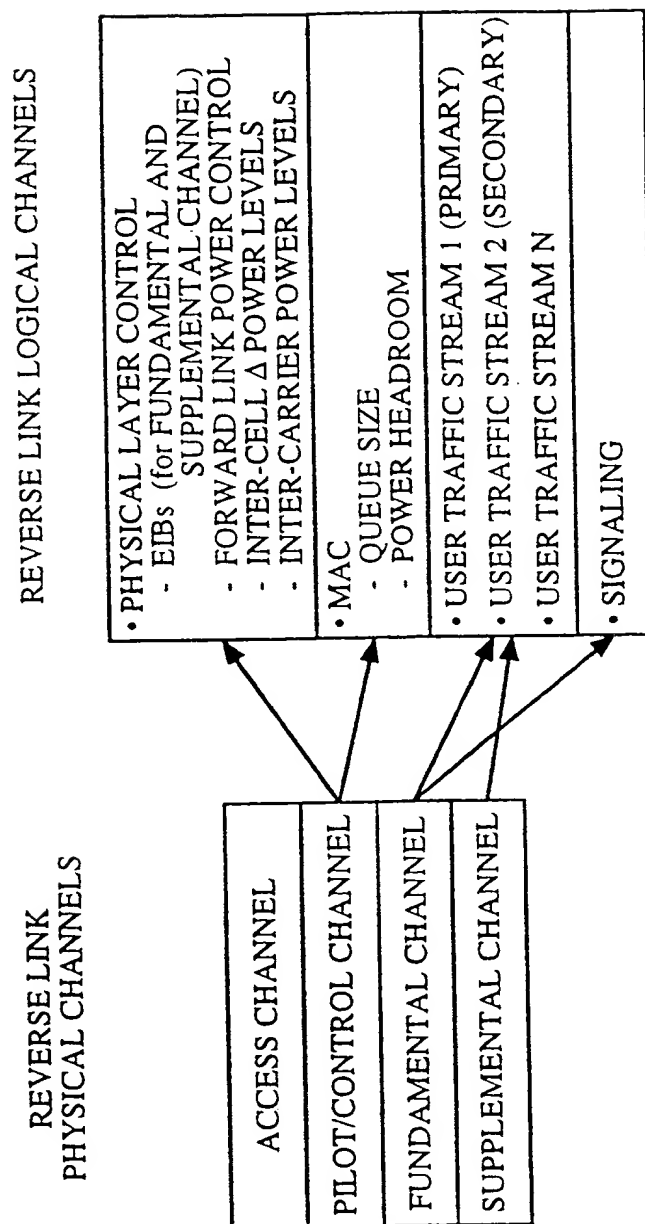 REVERSE LINK
PHYSICAL CHANNELS
ACCESS CHANNEL
PILOT/CONTROL CHANNEL
FUNDAMENTAL CHANNEL
SUPPLEMENTAL CHANNEL
REVERSE LINK LOGICAL CHANNELS
• PHYSICAL LAYER CONTROL
- EIBs (for FUNDAMENTAL AND
SUPPLEMENTAL CHANNEL)
- FORWARD LINK POWER CONTROL
- INTER-CELL Δ POWER LEVELS
- INTER-CARRIER POWER LEVELS
• MAC
- QUEUE SIZE
- POWER HEADROOM
• USER TRAFFIC STREAM 1 (PRIMARY)
• USER TRAFFIC STREAM 2 (SECONDARY)
• USER TRAFFIC STREAM N
• SIGNALING